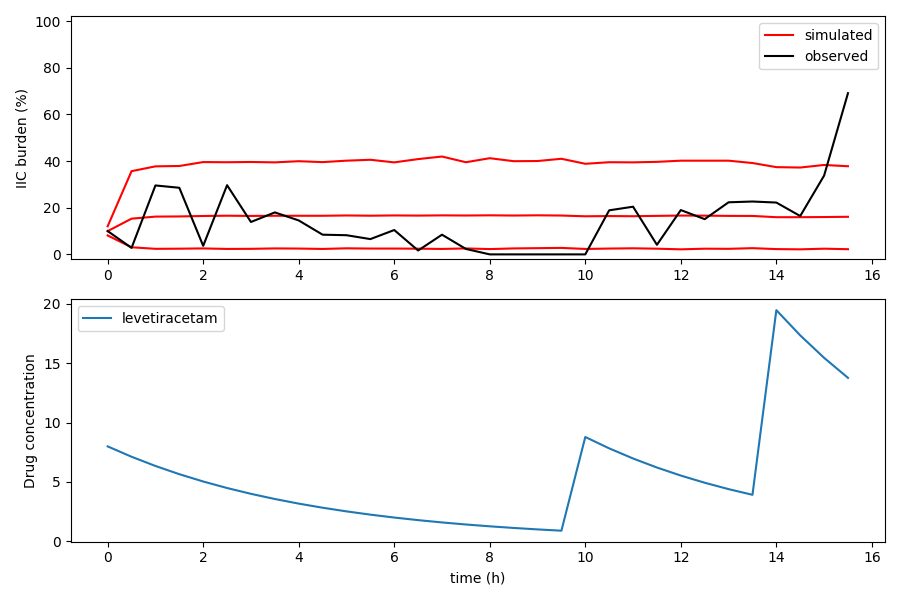 IIC burden (%)
100
80
60
40
20
0
simulated
observed
0 2 4 6 8 10 12 14 16
Drug concentration
20
15
10
5
0
levetiracetam
0 2 4 6 8 10 12 14 16
time (h)